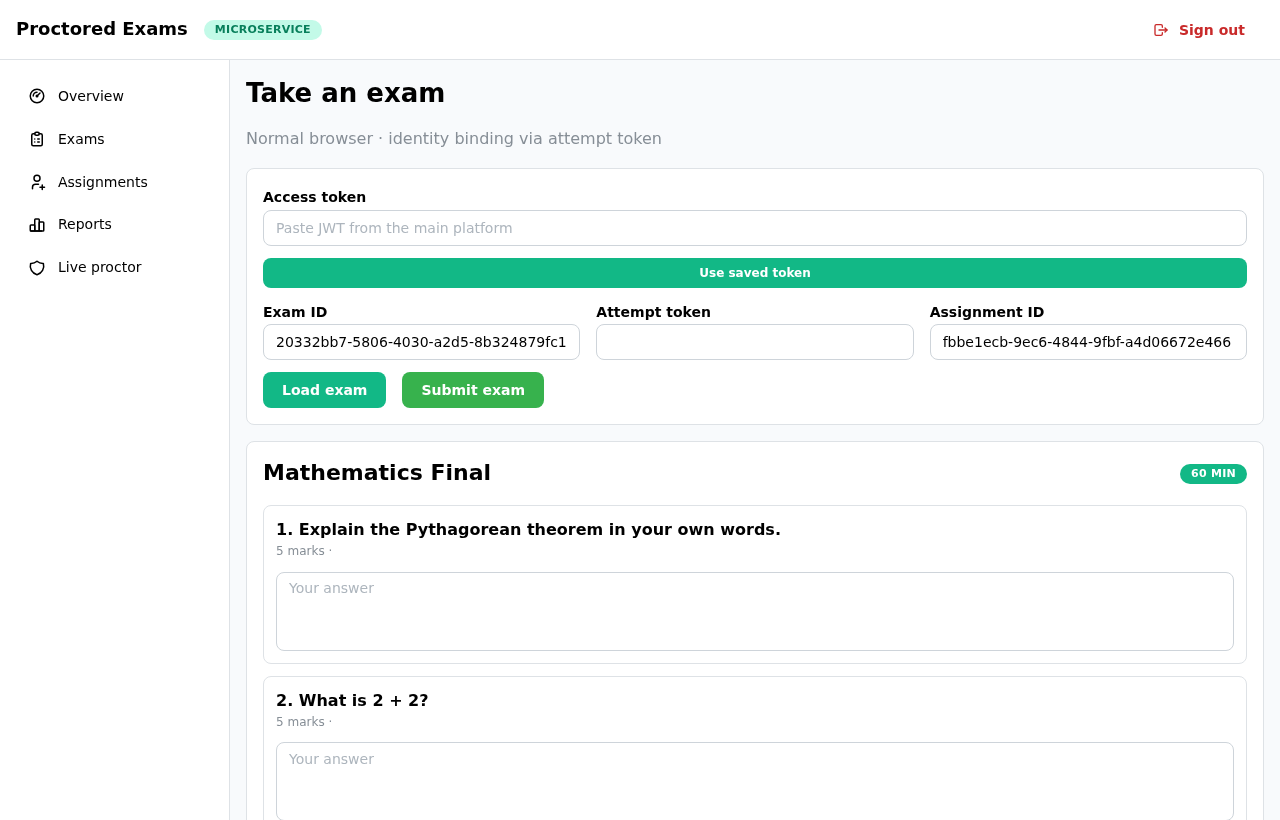 Proctored Exams
MICROSERVICE
Sign out
Overview
Exams
Assignments
Reports
Live proctor
Take an exam
Normal browser · identity binding via attempt token
Access token
Paste JWT from the main platform
Use saved token
Exam ID
Attempt token
Assignment ID
20332bb7-5806-4030-a2d5-8b324879fc1
fbbe1ecb-9ec6-4844-9fbf-a4d06672e466
Load exam
Submit exam
Mathematics Final
60 MIN
1. Explain the Pythagorean theorem in your own words.
5 marks ·
Your answer
2. What is 2 + 2?
5 marks ·
Your answer